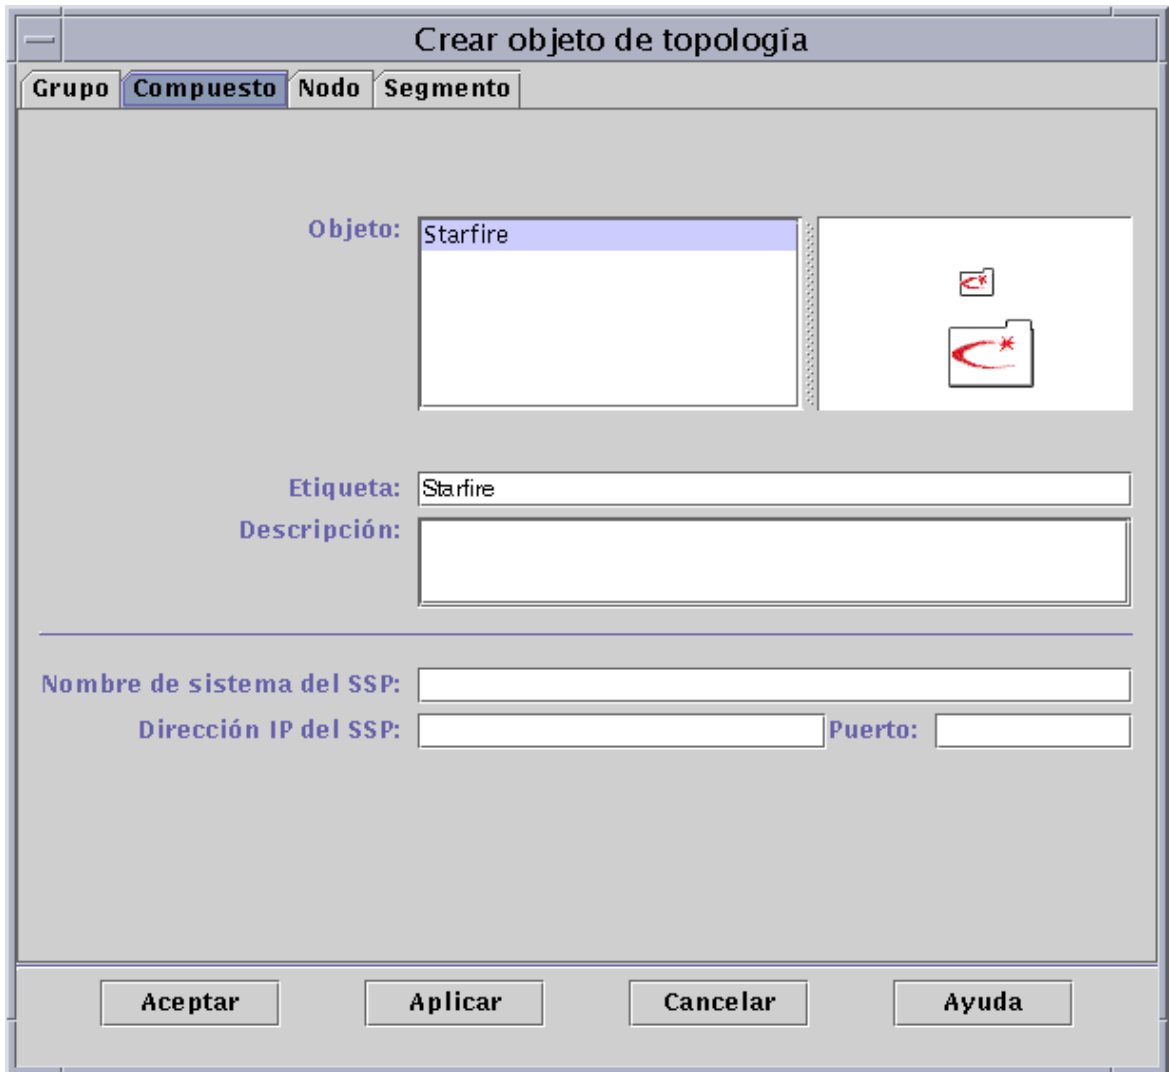 Crear objeto de topología
Grupo Compuesto Nodo Segmento
Objeto: Starfire
Etiqueta: Starfire
Descripción:
Nombre de sistema del SSP:
Dirección IP del SSP: Puerto:
Aceptar Aplicar Cancelar Ayuda